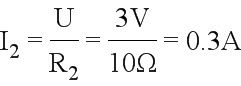 I₂ = U/R₂ = 3V/10Ω = 0.3A